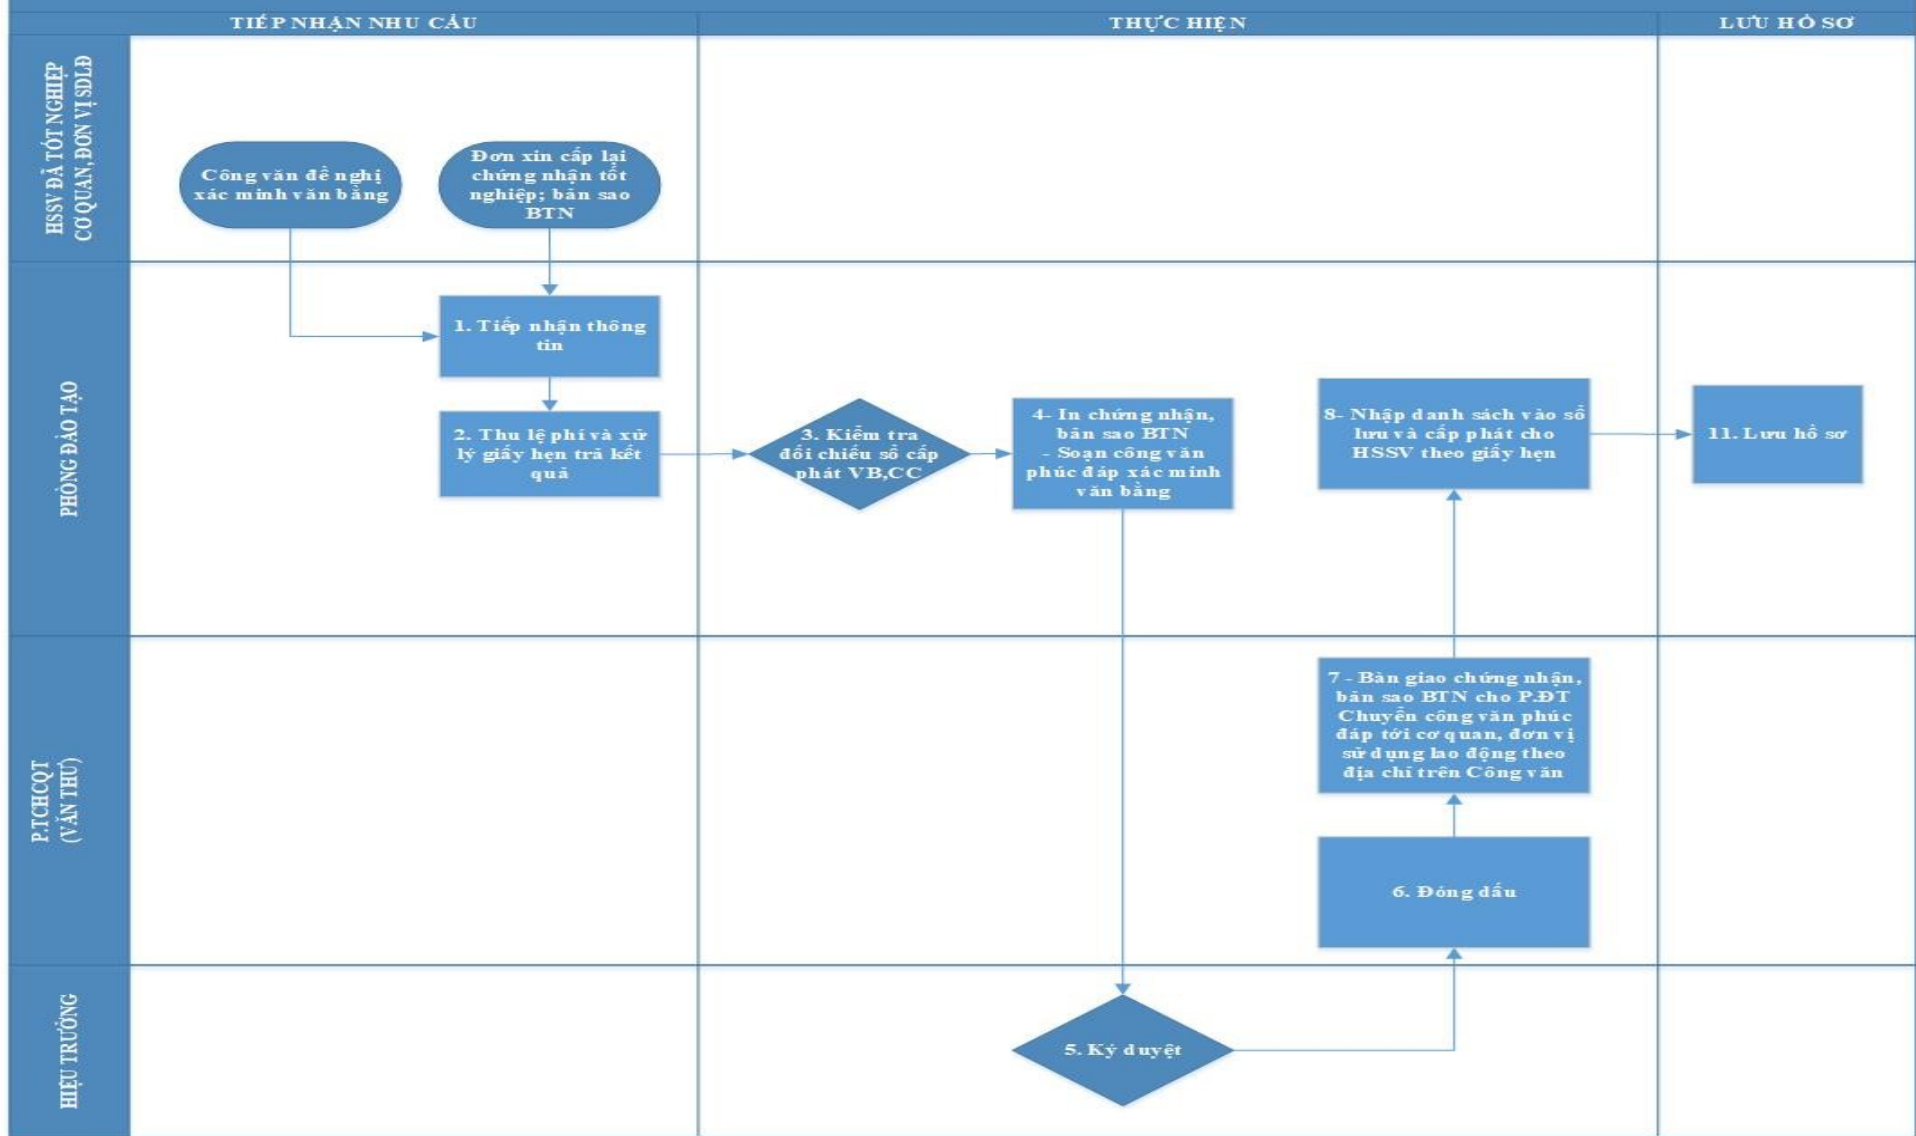 TIẾP NHẬN NHU CẦU
THỰC HIỆN
LƯU HỒ SƠ
HSSV ĐÃ TỐT NGHIỆP
CƠ QUAN, ĐƠN VỊ SDLĐ
Công văn đề nghị
xác minh văn bằng
Đơn xin cấp lại
chứng nhận tốt
nghiệp; bản sao
BTN
PHÒNG ĐÀO TẠO
1. Tiếp nhận thông
tin
2. Thu lệ phí và xử
lý giấy hẹn trả kết
quả
3. Kiểm tra
đối chiếu sổ cấp
phát VB,CC
4- In chứng nhận,
bản sao BTN
- Soạn công văn
phúc đáp xác minh
văn bằng
8- Nhập danh sách vào sổ
lưu và cấp phát cho
HSSV theo giấy hẹn
11. Lưu hồ sơ
P.TCHCQT
(VĂN THƯ)
7 - Bàn giao chứng nhận,
bản sao BTN cho P.ĐT
Chuyển công văn phúc
đáp tới cơ quan, đơn vị
sử dụng lao động theo
địa chỉ trên Công văn
6. Đóng dấu
HIỆU TRƯỞNG
5. Ký duyệt